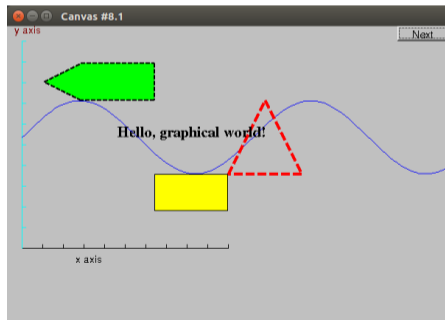 Canvas #8.1
y axis
Next
Hello, graphical world!
x axis